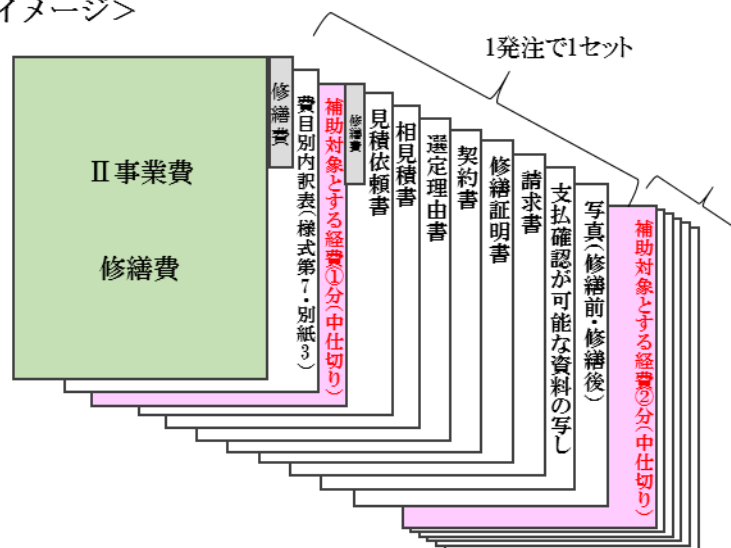 イメージ>
1発注で1セット
Ⅱ事業費
修繕費
修繕費
費目別内訳表(様式第7・別紙3)
補助対象とする経費①分(中仕切り)
修繕費
見積依頼書
相見積書
選定理由書
契約書
修繕証明書
請求書
支払確認が可能な資料の写し
写真(修繕前・修繕後)
補助対象とする経費②分(中仕切り)